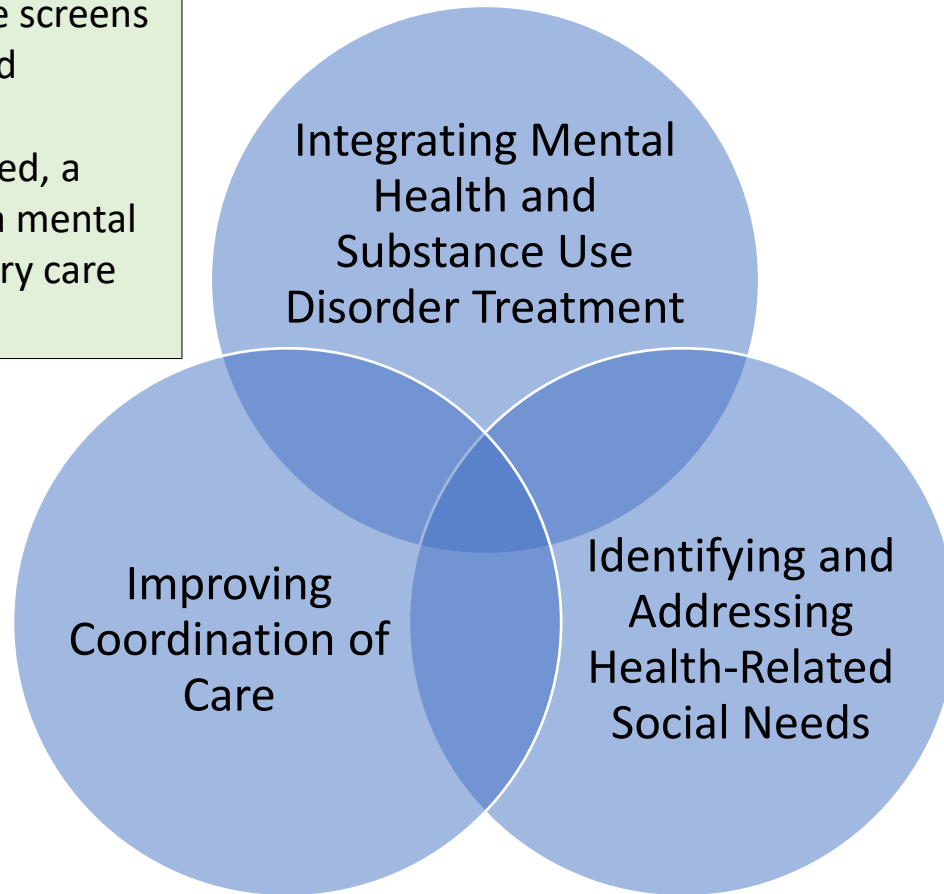 screens
d
ed, a
mental
ry care
Integrating Mental
Health and
Substance Use
Disorder Treatment
Improving
Coordination of
Care
Identifying and
Addressing
Health-Related
Social Needs